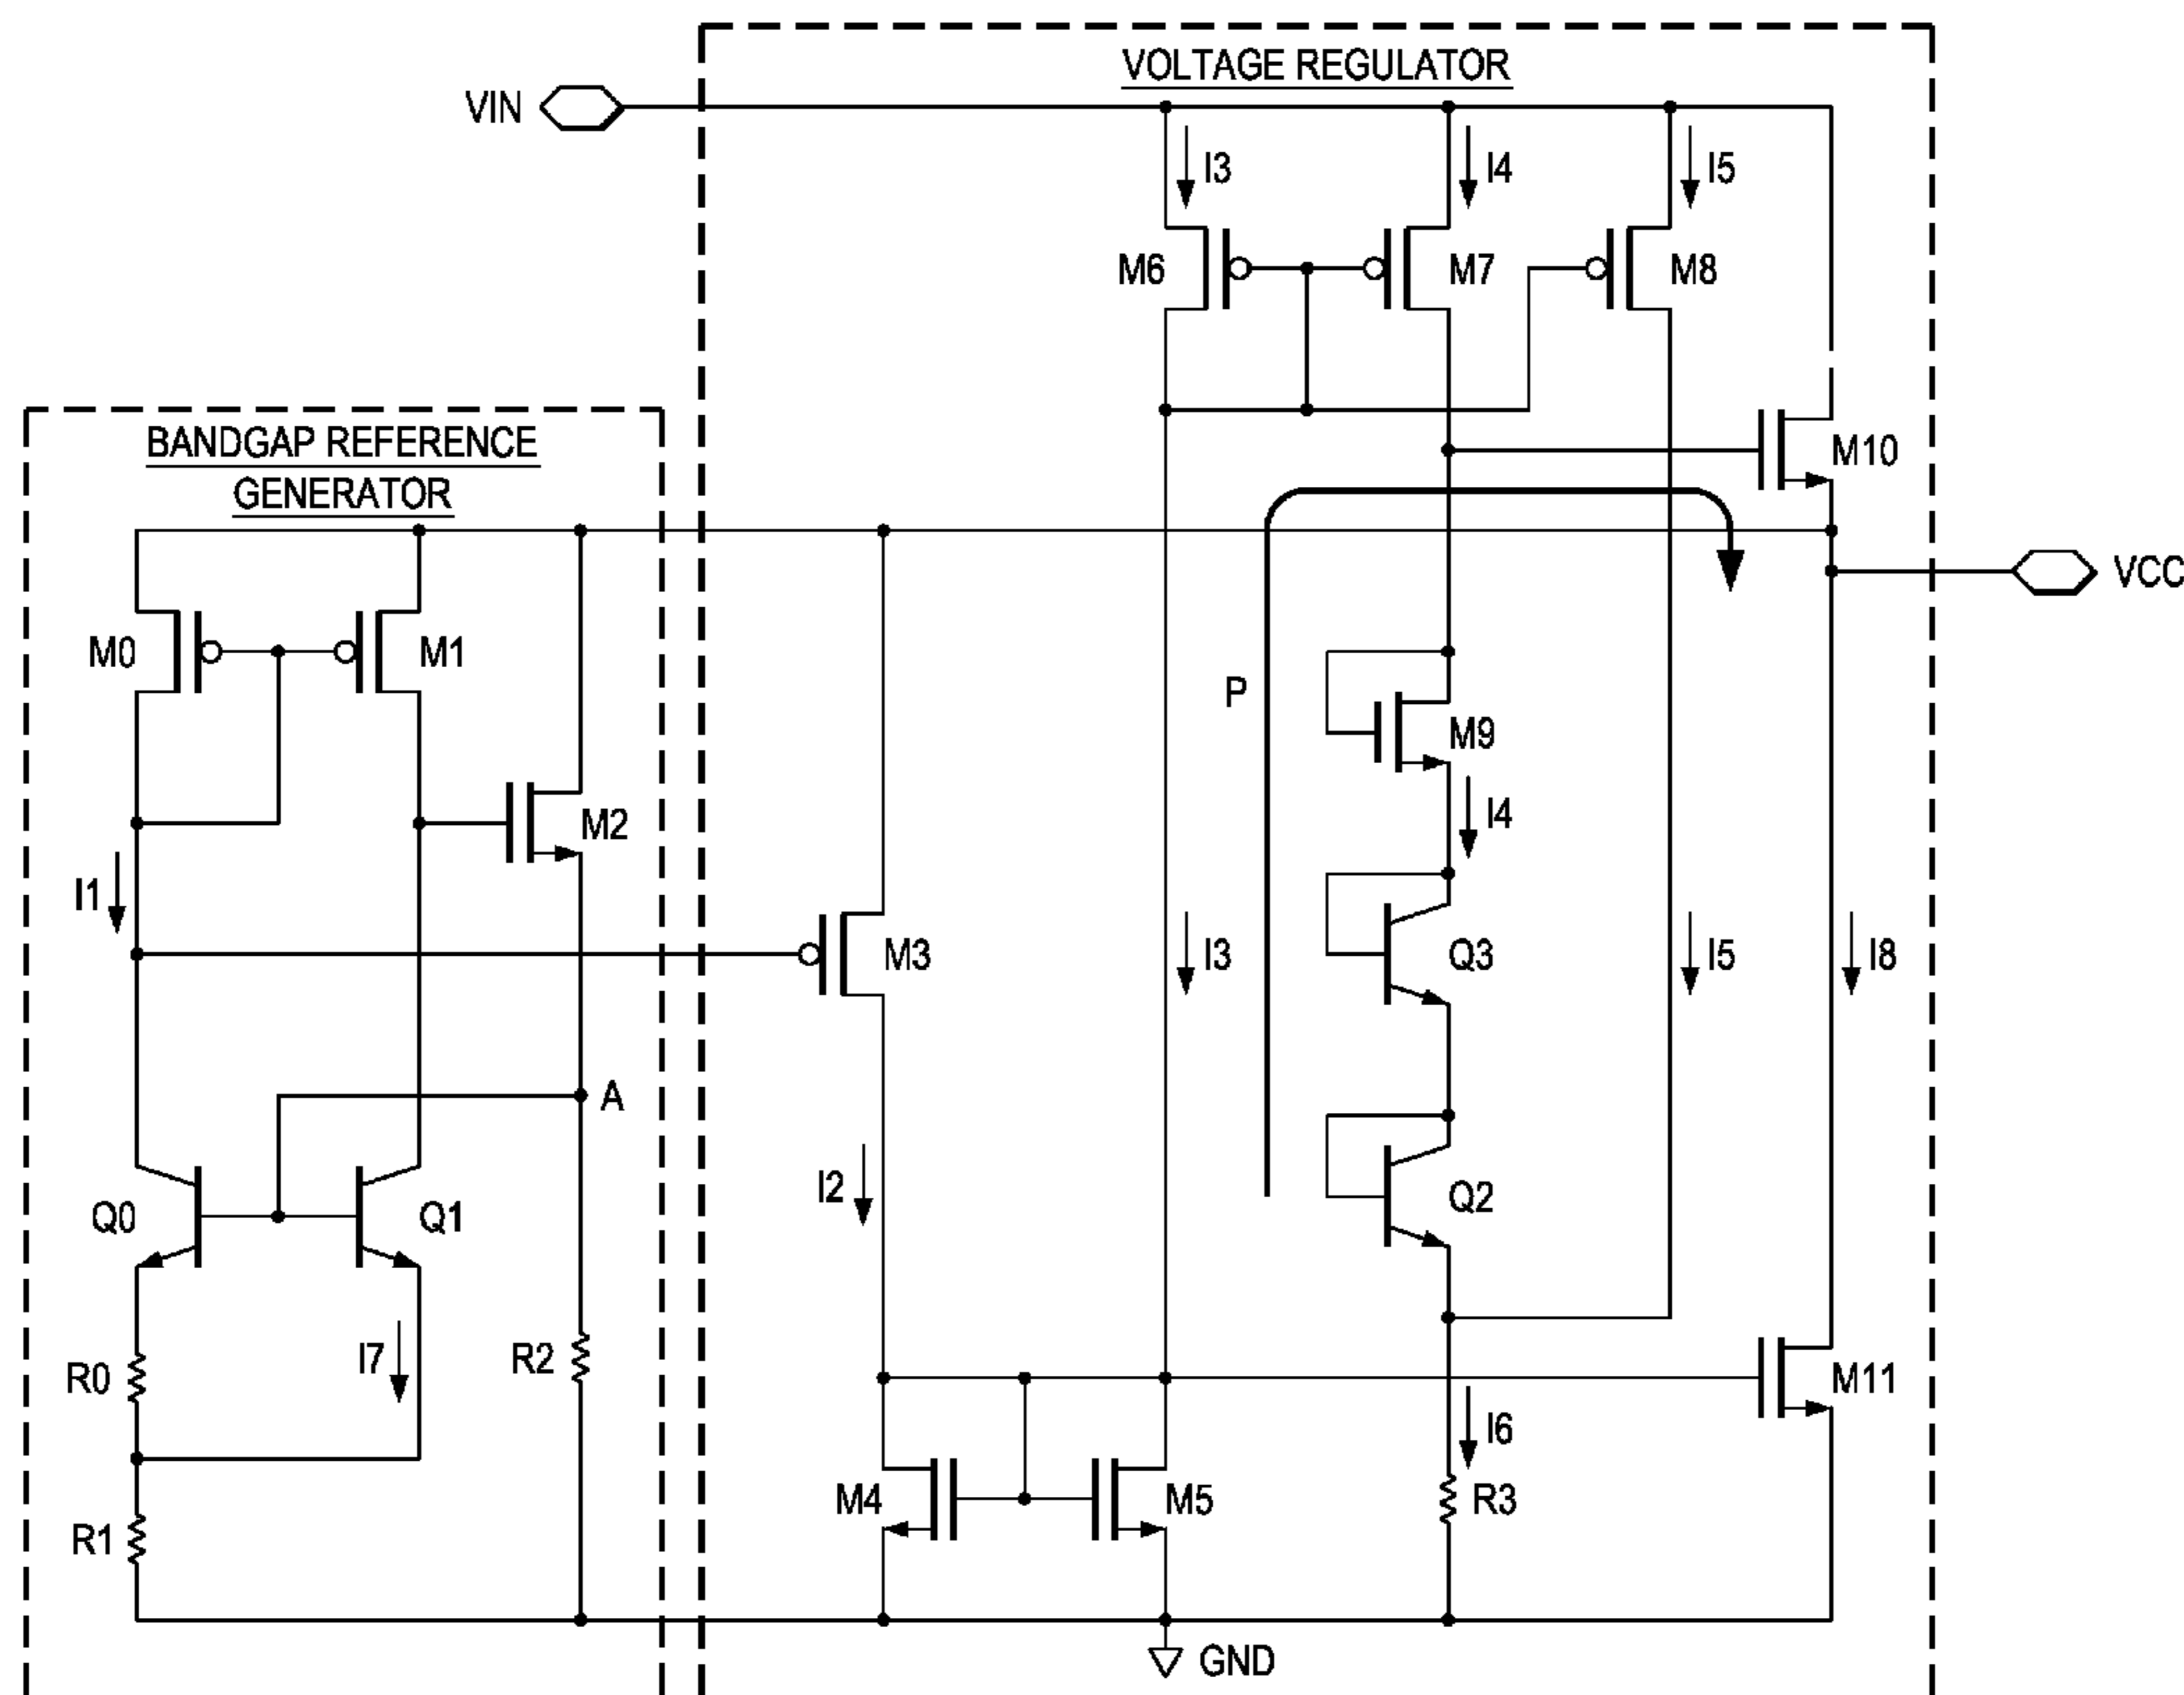 VOLTAGE REGULATOR
VIN
I3
I4
I5
M6
M7
M8
BANDGAP REFERENCE
GENERATOR
M10
VCC
M0
M1
P
M9
M2
I4
I1
M3
I3
Q3
I5
I8
A
I2
Q0
Q1
Q2
R0
I7
R2
M11
I6
R1
M4
M5
R3
GND